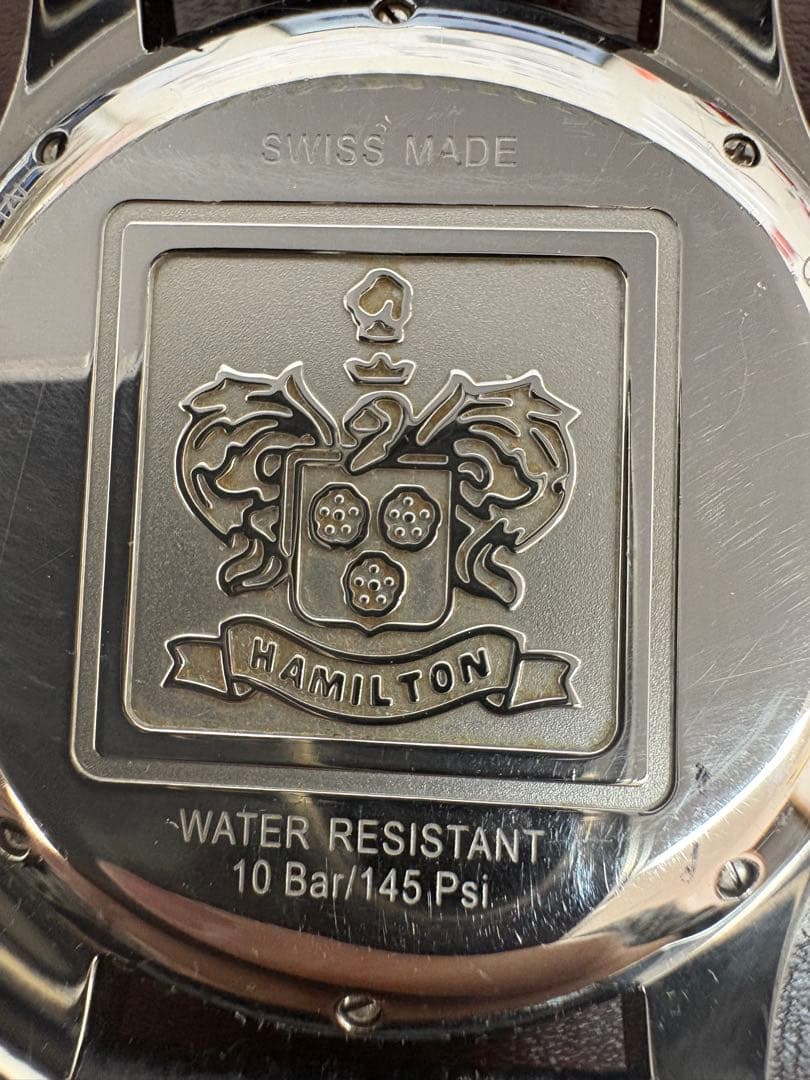 SWISS MADE
HAMILTON
WATER RESISTANT
10 Bar/145 Psi